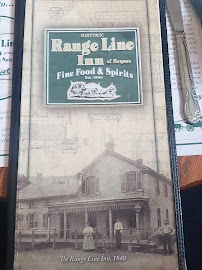 HISTORIC
Range Line
Inn of Mequon
Fine Food & Spirits
Est. 1840
The Range Line Inn, 1840